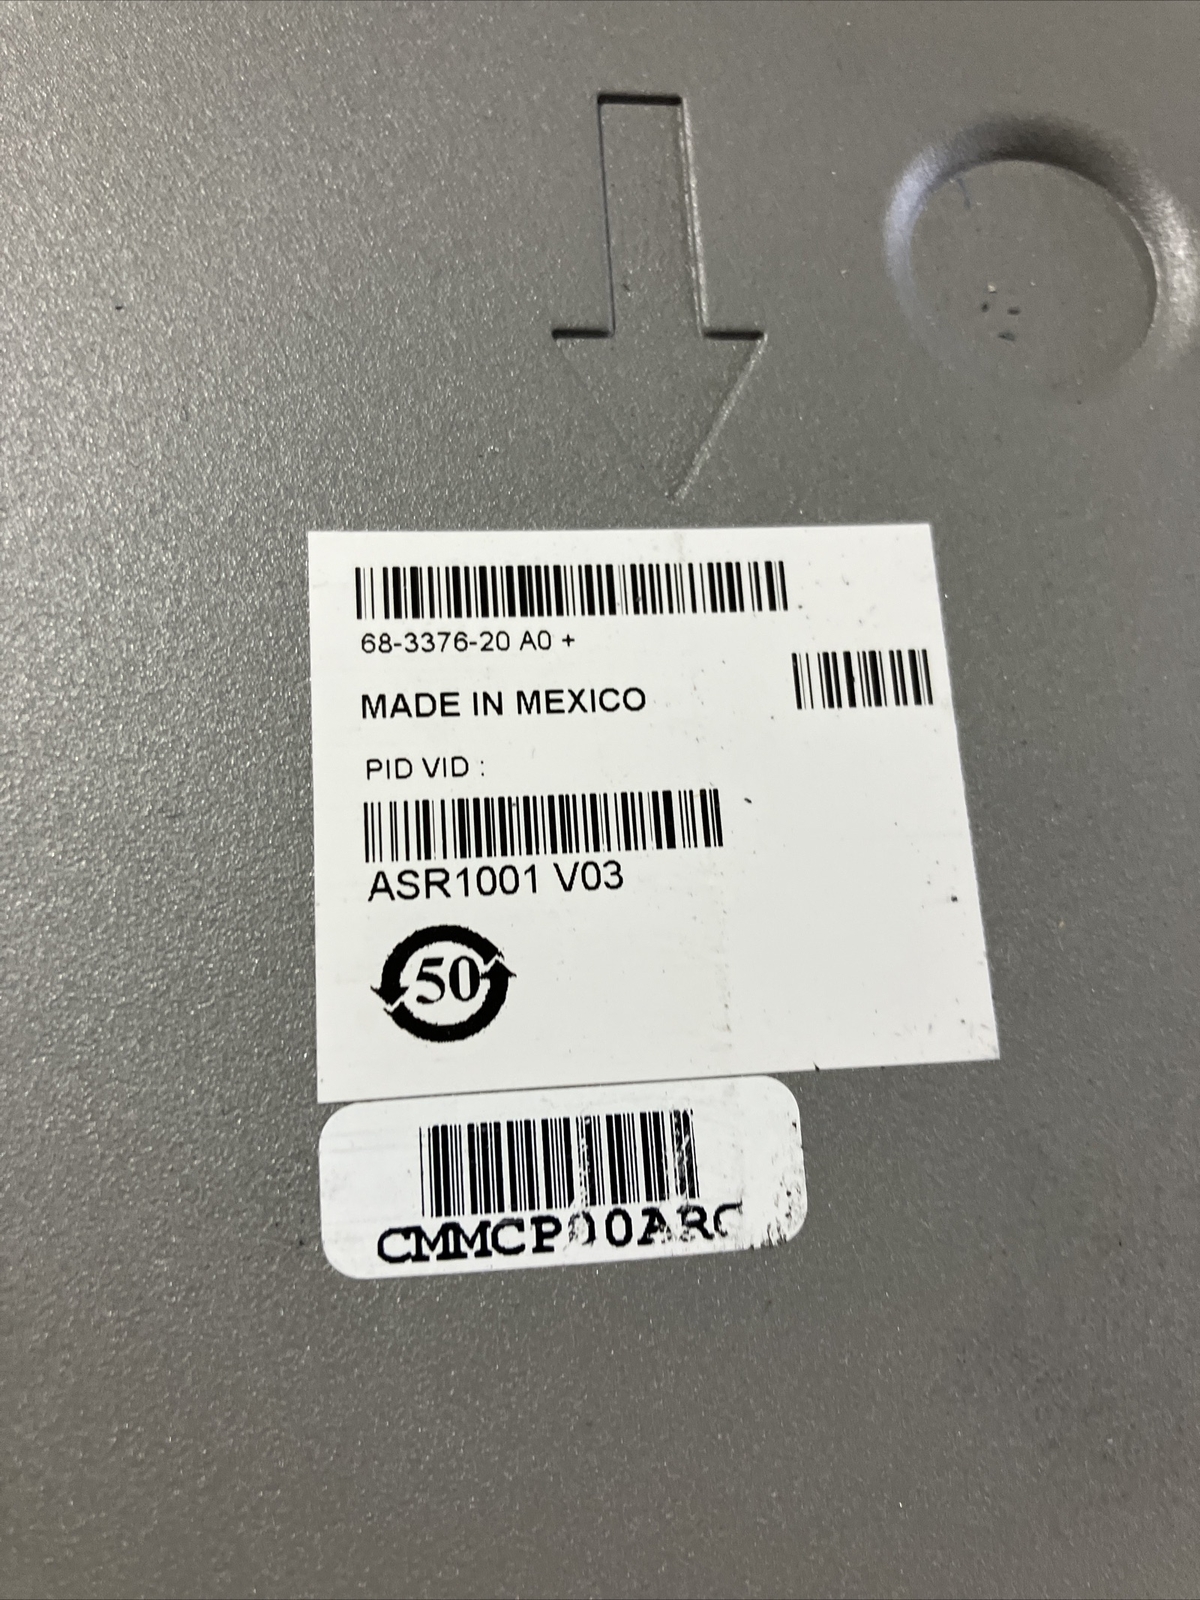 68-3376-20 A0 +
MADE IN MEXICO
PID VID :
ASR1001 V03
50